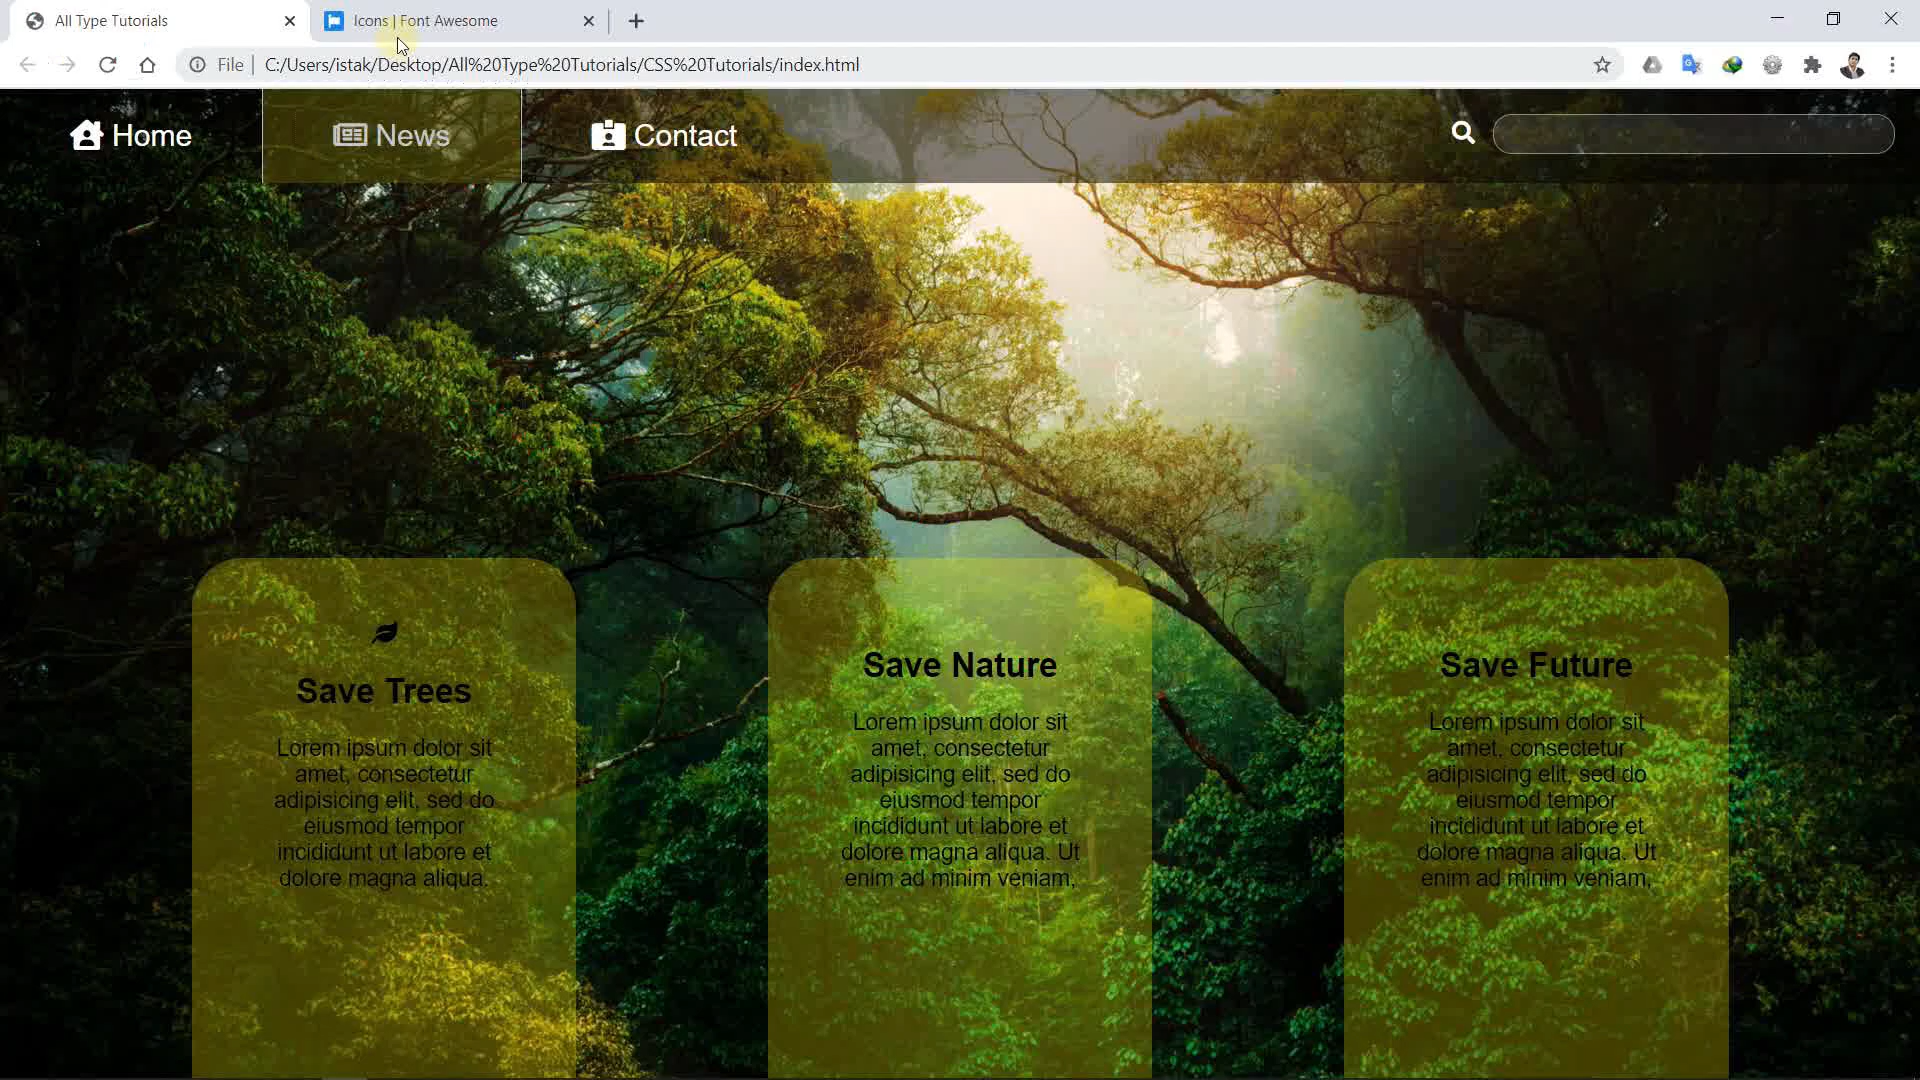 All Type Tutorials
Icons | Font Awesome
File
C:/Users/istak/Desktop/All%20Type%20Tutorials/CSS%20Tutorials/index.html
Home
News
Contact
Save Trees
Lorem ipsum dolor sit
amet, consectetur
adipisicing elit, sed do
eiusmod tempor
incididunt ut labore et
dolore magna aliqua.
Save Nature
Lorem ipsum dolor sit
amet, consectetur
adipisicing elit, sed do
eiusmod tempor
incididunt ut labore et
dolore magna aliqua. Ut
enim ad minim veniam,
Save Future
Lorem ipsum dolor sit
amet, consectetur
adipisicing elit, sed do
eiusmod tempor
incididunt ut labore et
dolore magna aliqua. Ut
enim ad minim veniam,